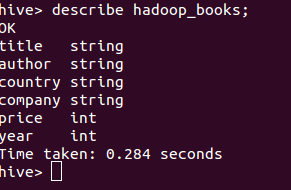 hive> describe hadoop_books;
OK
title   string
author  string
country string
company string
price   int
year    int
Time taken: 0.284 seconds
hive>